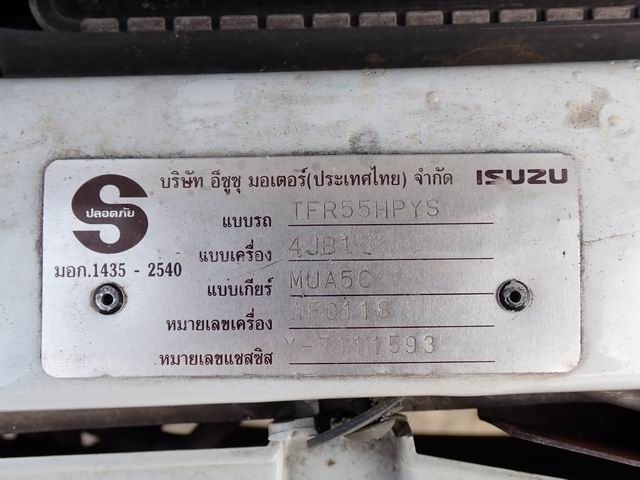 บริษัท อีซูซุ มอเตอร์(ประเทศไทย) จำกัด ISUZU
S
ปลอดภัย
มอก.1435 - 2540
แบบรถ TFR55HPYS
แบบเครื่อง 4JB1
แบบเกียร์ MUA5C
หมายเลขเครื่อง
หมายเลขแชสซิส